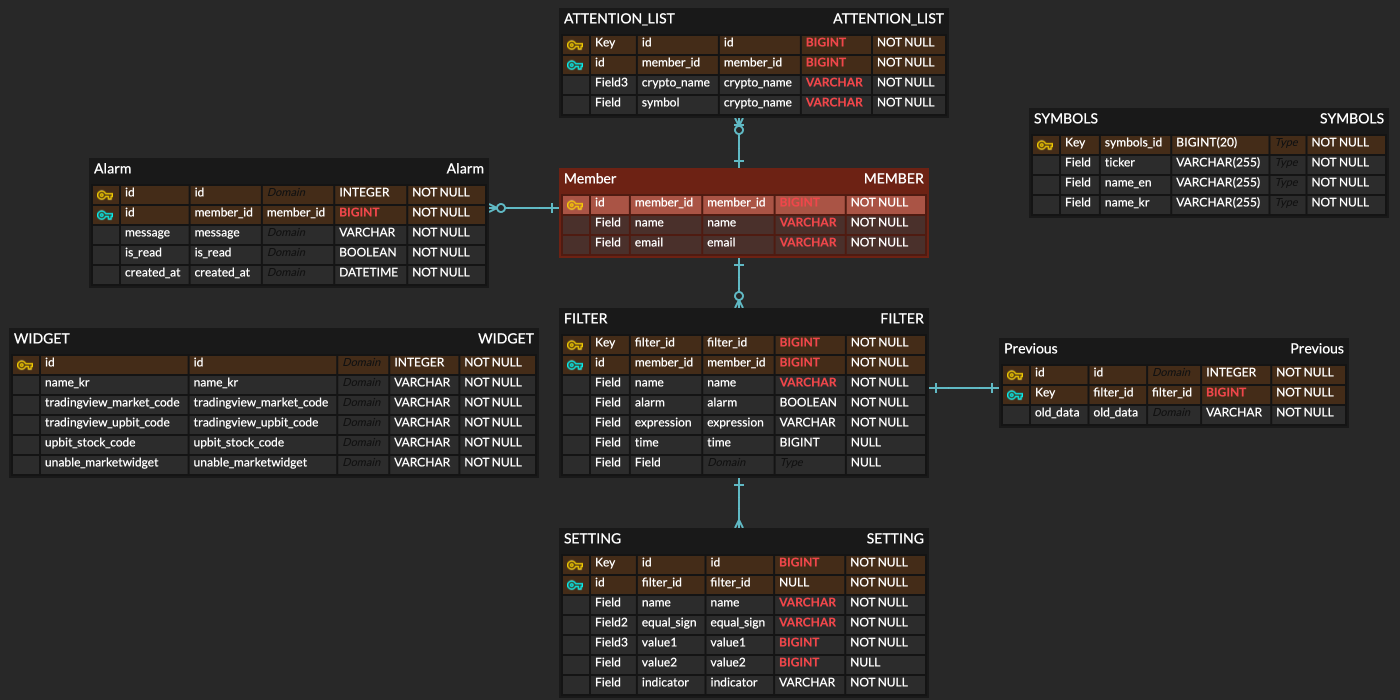 ATTENTION_LIST ATTENTION_LIST
Key id id BIGINT NOT NULL
id member_id member_id BIGINT NOT NULL
Field3 crypto_name crypto_name VARCHAR NOT NULL
Field symbol crypto_name VARCHAR NOT NULL
SYMBOLS SYMBOLS
Key symbols_id BIGINT(20) Type NOT NULL
Field ticker VARCHAR(255) Type NOT NULL
Field name_en VARCHAR(255) Type NOT NULL
Field name_kr VARCHAR(255) Type NOT NULL
Alarm Alarm
id id Domain INTEGER NOT NULL
id member_id member_id BIGINT NOT NULL
message message Domain VARCHAR NOT NULL
is_read is_read Domain BOOLEAN NOT NULL
created_at created_at Domain DATETIME NOT NULL
Member MEMBER
id member_id member_id BIGINT NOT NULL
Field name name VARCHAR NOT NULL
Field email email VARCHAR NOT NULL
WIDGET WIDGET
id id Domain INTEGER NOT NULL
name_kr name_kr Domain VARCHAR NOT NULL
tradingview_market_code tradingview_market_code Domain VARCHAR NOT NULL
tradingview_upbit_code tradingview_upbit_code Domain VARCHAR NOT NULL
upbit_stock_code upbit_stock_code Domain VARCHAR NOT NULL
unable_marketwidget unable_marketwidget Domain VARCHAR NOT NULL
FILTER FILTER
Key filter_id filter_id BIGINT NOT NULL
id member_id member_id BIGINT NOT NULL
Field name name VARCHAR NOT NULL
Field alarm alarm BOOLEAN NOT NULL
Field expression expression VARCHAR NOT NULL
Field time time BIGINT NULL
Field Field Domain Type NULL
Previous Previous
id id Domain INTEGER NOT NULL
Key filter_id filter_id BIGINT NOT NULL
old_data old_data Domain VARCHAR NOT NULL
SETTING SETTING
Key id id BIGINT NOT NULL
id filter_id filter_id NULL NOT NULL
Field name name VARCHAR NOT NULL
Field2 equal_sign equal_sign VARCHAR NOT NULL
Field3 value1 value1 BIGINT NOT NULL
Field value2 value2 BIGINT NULL
Field indicator indicator VARCHAR NOT NULL